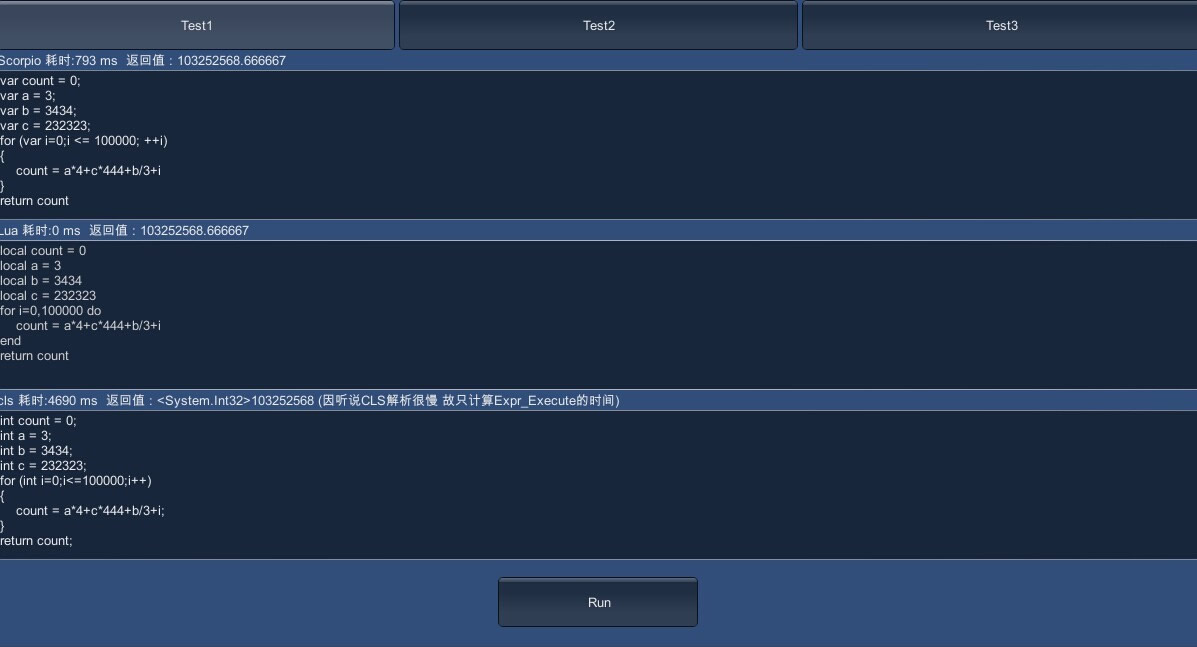 Test1 Test2 Test3
Scorpio 耗时:793 ms 返回值 : 103252568.666667
var count = 0;
var a = 3;
var b = 3434;
var c = 232323;
for (var i=0;i <= 100000; ++i)
{
count = a*4+c*444+b/3+i
}
return count
Lua 耗时:0 ms 返回值 : 103252568.666667
local count = 0
local a = 3
local b = 3434
local c = 232323
for i=0,100000 do
count = a*4+c*444+b/3+i
end
return count
cls 耗时:4690 ms 返回值 : <System.Int32>103252568 (因听说CLS解析很慢 故只计算Expr_Execute的时间)
int count = 0;
int a = 3;
int b = 3434;
int c = 232323;
for (int i=0;i<=100000;i++)
{
count = a*4+c*444+b/3+i;
}
return count;
Run